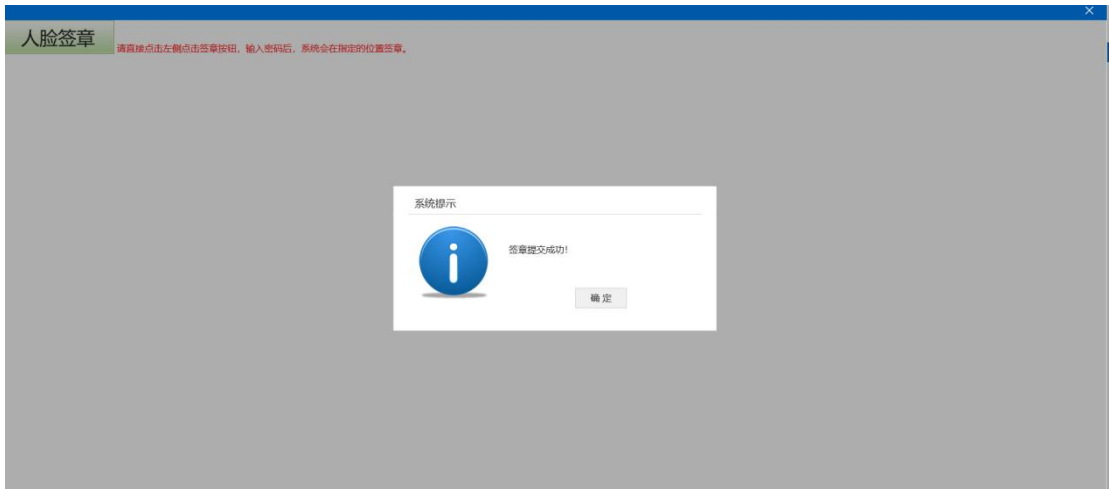 人脸签章
请直接点击左侧点击签章按钮，输入密码后，系统会在指定的位置签章。
系统提示
签章提交成功!
确 定